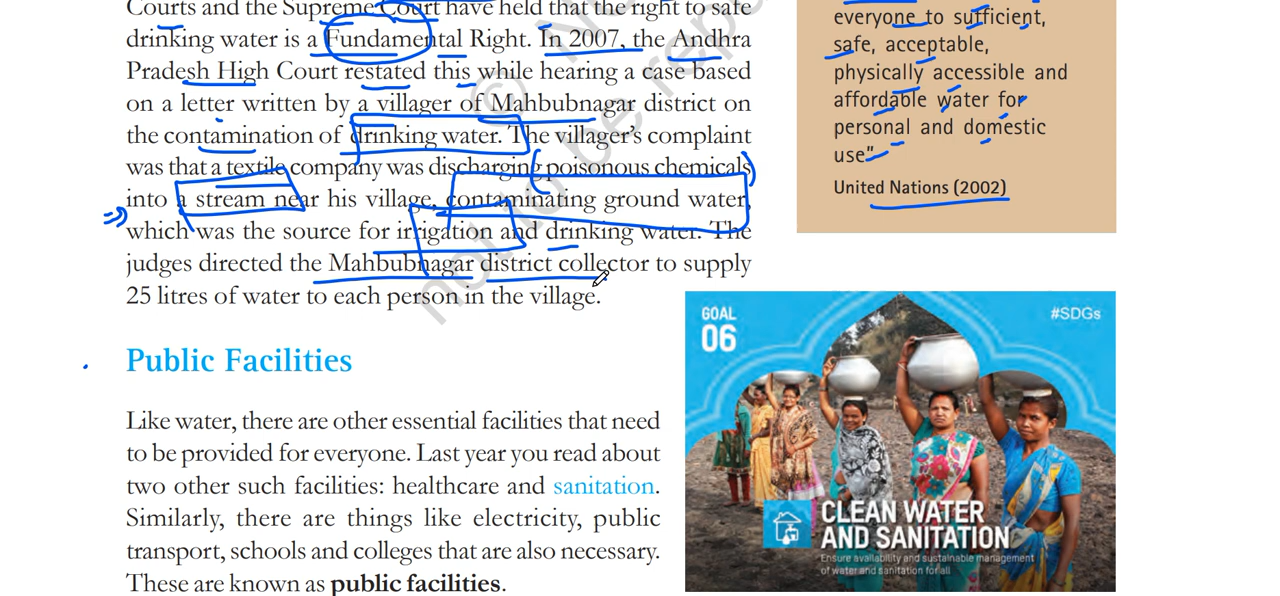 Courts and the Supreme Court have held that the right to safe
drinking water is a Fundamental Right. In 2007, the Andhra
Pradesh High Court restated this while hearing a case based
on a letter written by a villager of Mahbubnagar district on
the contamination of drinking water. The villager's complaint
was that a textile company was discharging poisonous chemicals
into a stream near his village, contaminating ground water,
which was the source for irrigation and drinking water. The
judges directed the Mahbubnagar district collector to supply
25 litres of water to each person in the village.
everyone to sufficient,
safe, acceptable,
physically accessible and
affordable water for
personal and domestic
use"
United Nations (2002)
Public Facilities
Like water, there are other essential facilities that need
to be provided for everyone. Last year you read about
two other such facilities: healthcare and sanitation.
Similarly, there are things like electricity, public
transport, schools and colleges that are also necessary.
These are known as public facilities.
GOAL
06
#SDGs
CLEAN WATER
AND SANITATION
Ensure availability and sustainable management
of water and sanitation for all